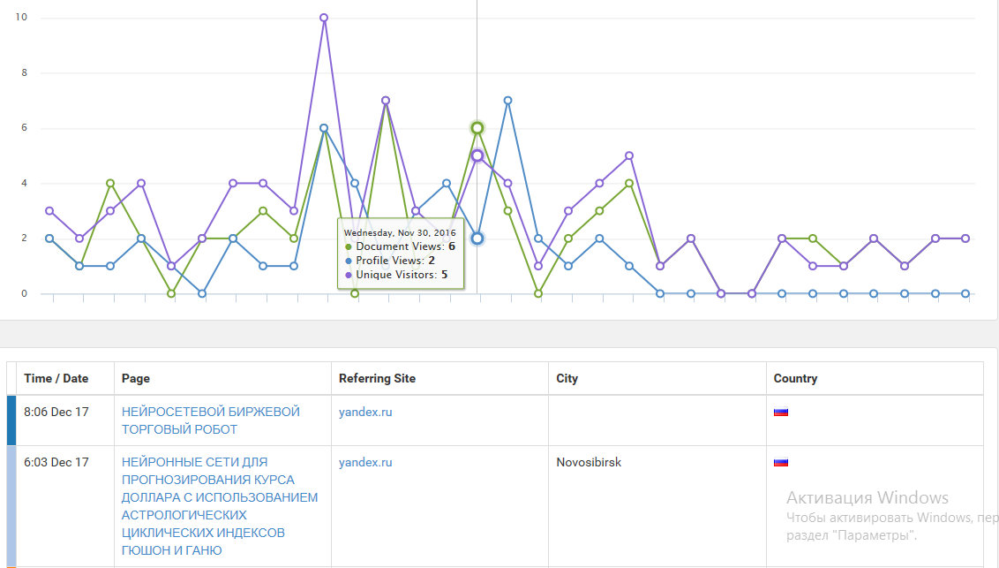 10
8
6
4
2
0
Wednesday, Nov 30, 2016
Document Views: 6
Profile Views: 2
Unique Visitors: 5
Time / Date Page Referring Site City Country
8:06 Dec 17 НЕЙРОСЕТЕВОЙ БИРЖЕВОЙ yandex.ru
ТОРГОВЫЙ РОБОТ
6:03 Dec 17 НЕЙРОННЫЕ СЕТИ ДЛЯ yandex.ru Novosibirsk
ПРОГНОЗИРОВАНИЯ КУРСА
ДОЛЛАРА С ИСПОЛЬЗОВАНИЕМ
АСТРОЛОГИЧЕСКИХ
ЦИКЛИЧЕСКИХ ИНДЕКСОВ
ГЮШОН И ГАНЮ
Активация Windows
Чтобы активировать Windows, пер
раздел "Параметры".